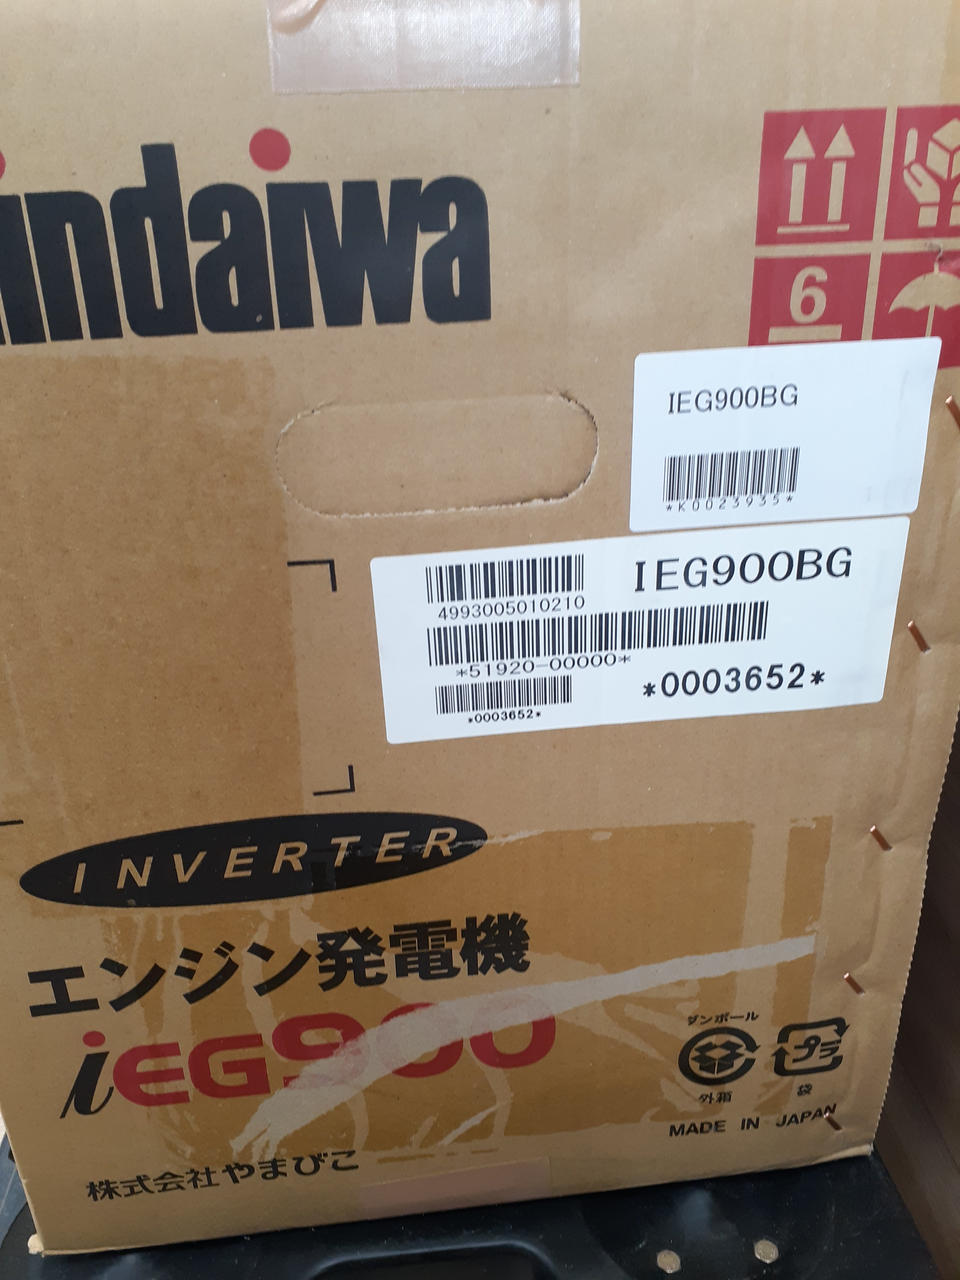 indaiwa
6
IEG900BG
*K0023935*
4993005010210
IEG900BG
*51920-00000*
*0003652*
*0003652*
INVERTER
エンジン発電機
iEG900
ダンボール
外箱
プラ
袋
MADE IN JAPAN
株式会社やまびこ